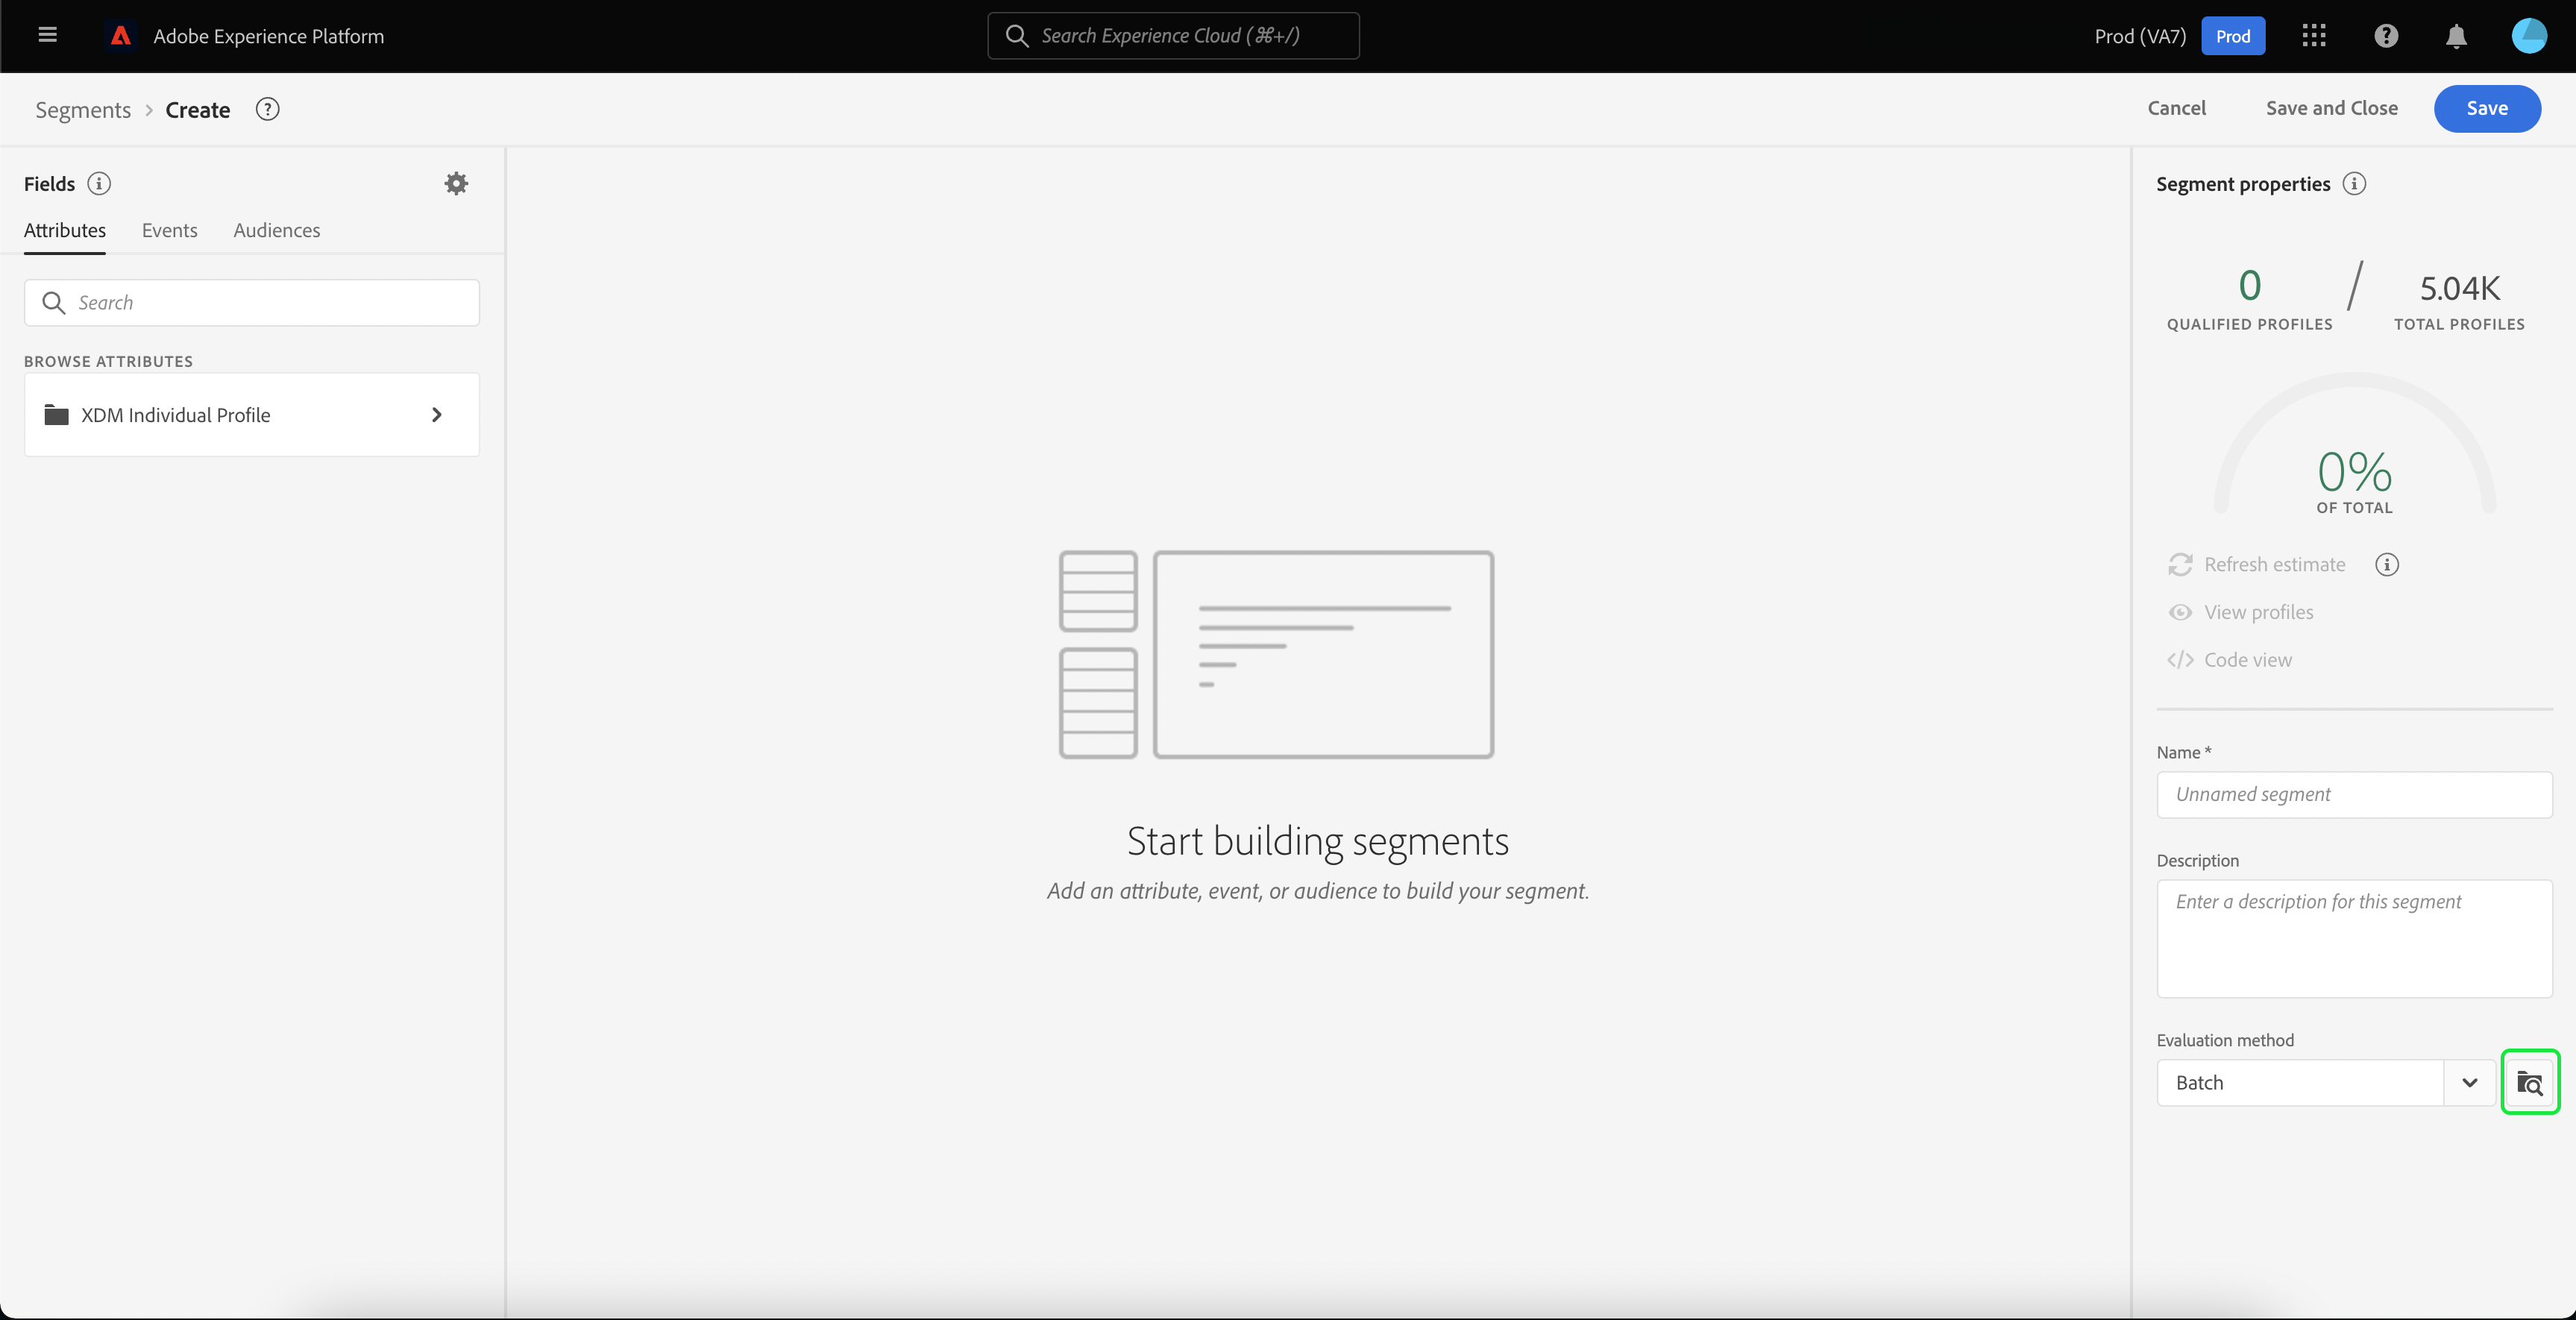 Adobe Experience Platform
Search Experience Cloud (⌘+/)
Prod (VA7)
Prod
Segments
Create
Cancel
Save and Close
Save
Fields
Attributes
Events
Audiences
Search
BROWSE ATTRIBUTES
XDM Individual Profile
Start building segments
Add an attribute, event, or audience to build your segment.
Segment properties
0 / 5.04K
QUALIFIED PROFILES
TOTAL PROFILES
0%
OF TOTAL
Refresh estimate
View profiles
</> Code view
Name *
Unnamed segment
Description
Enter a description for this segment
Evaluation method
Batch